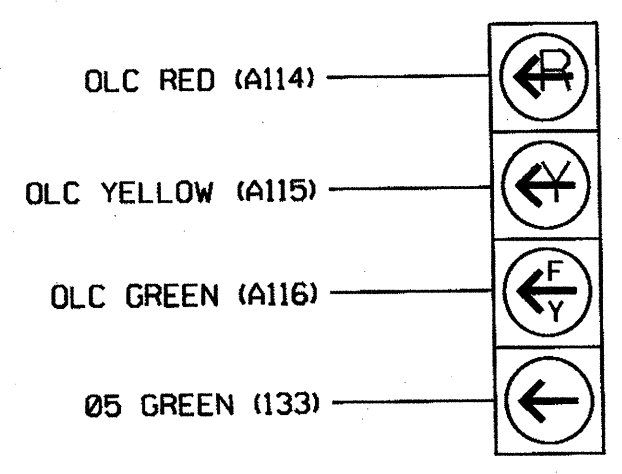 OLC RED (A114)
R
OLC YELLOW (A115)
Y
OLC GREEN (A116)
F
Y
Ø5 GREEN (133)